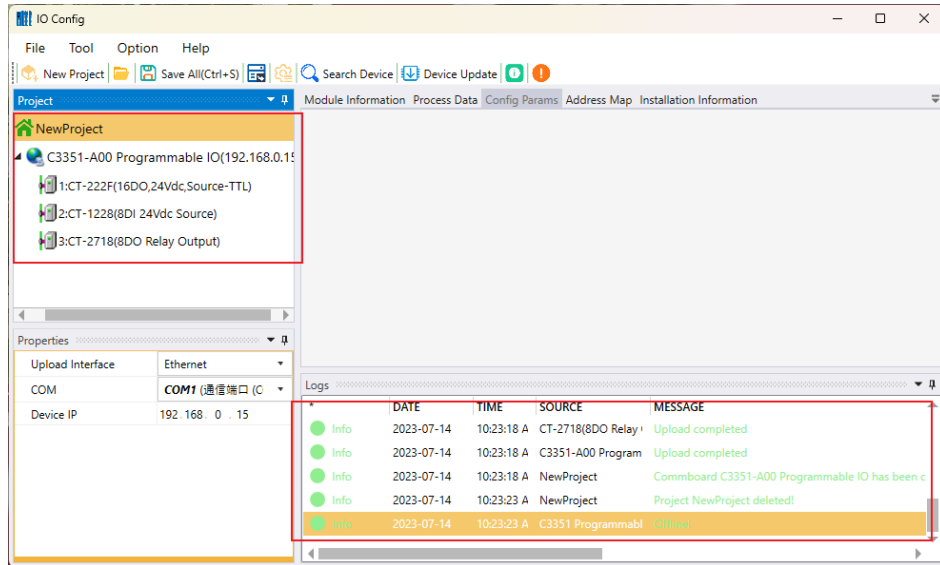 IO Config
File Tool Option Help
New Project Save All(Ctrl+S) Search Device Device Update
Project
Module Information Process Data Config Params Address Map Installation Information
NewProject
C3351-A00 Programmable IO(192.168.0.15
1:CT-222F(16DO,24Vdc,Source-TTL)
2:CT-1228(8DI 24Vdc Source)
3:CT-2718(8DO Relay Output)
Properties
Upload Interface Ethernet
COM COM1 (通信端口 (C
Device IP 192 . 168 . 0 . 15
Logs
* DATE TIME SOURCE MESSAGE
Info 2023-07-14 10:23:18 A CT-2718(8DO Relay Upload completed
Info 2023-07-14 10:23:18 A C3351-A00 Program Upload completed
Info 2023-07-14 10:23:18 A NewProject Commboard C3351-A00 Programmable IO has been c
Info 2023-07-14 10:23:23 A NewProject Project NewProject deleted!
Info 2023-07-14 10:23:23 A C3351 Programmabl Offline!